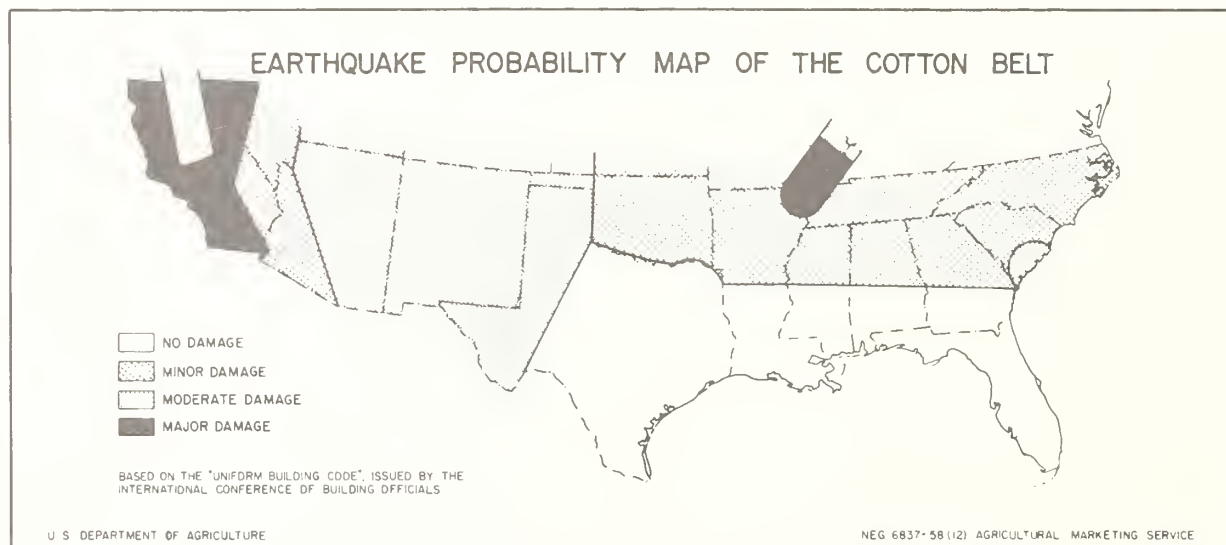 EARTHQUAKE PROBABILITY MAP OF THE COTTON BELT
NO DAMAGE
MINOR DAMAGE
MODERATE DAMAGE
MAJOR DAMAGE
BASED ON THE "UNIFORM BUILDING CODE", ISSUED BY THE
INTERNATIONAL CONFERENCE OF BUILDING OFFICIALS
U S DEPARTMENT OF AGRICULTURE
NEG 6837-58 (12) AGRICULTURAL MARKETING SERVICE